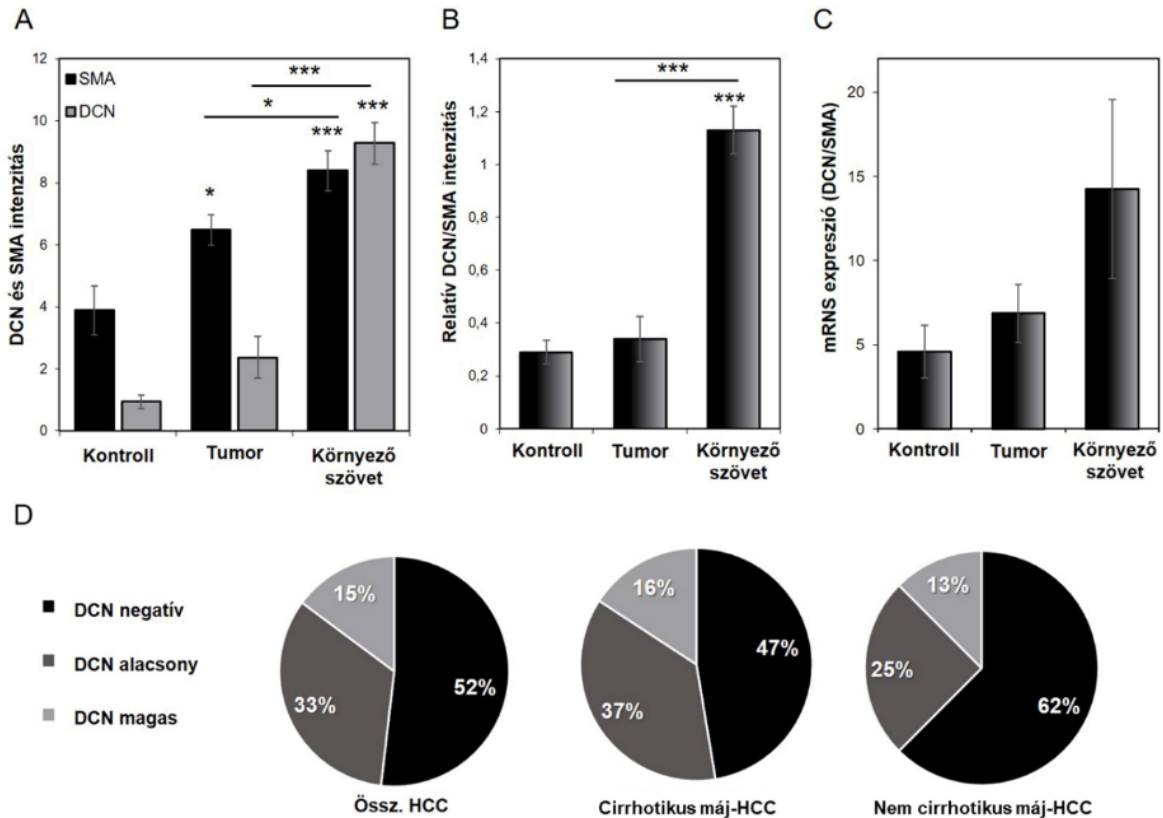 A
B
C
12
10
8
6
4
2
0
SMA
DCN
***
*
*
***
***
DCN és SMA intenzitás
Kontroll
Tumor
Környező
szövet
1,4
1,2
1
0,8
0,6
0,4
0,2
0
***
***
Relatív DCN/SMA intenzitás
Kontroll
Tumor
Környező
szövet
20
15
10
5
0
mRNS expreszió (DCN/SMA)
Kontroll
Tumor
Környező
szövet
D
DCN negatív
DCN alacsony
DCN magas
15%
33%
52%
Össz. HCC
16%
37%
47%
Cirrhotikus máj-HCC
13%
25%
62%
Nem cirrhotikus máj-HCC